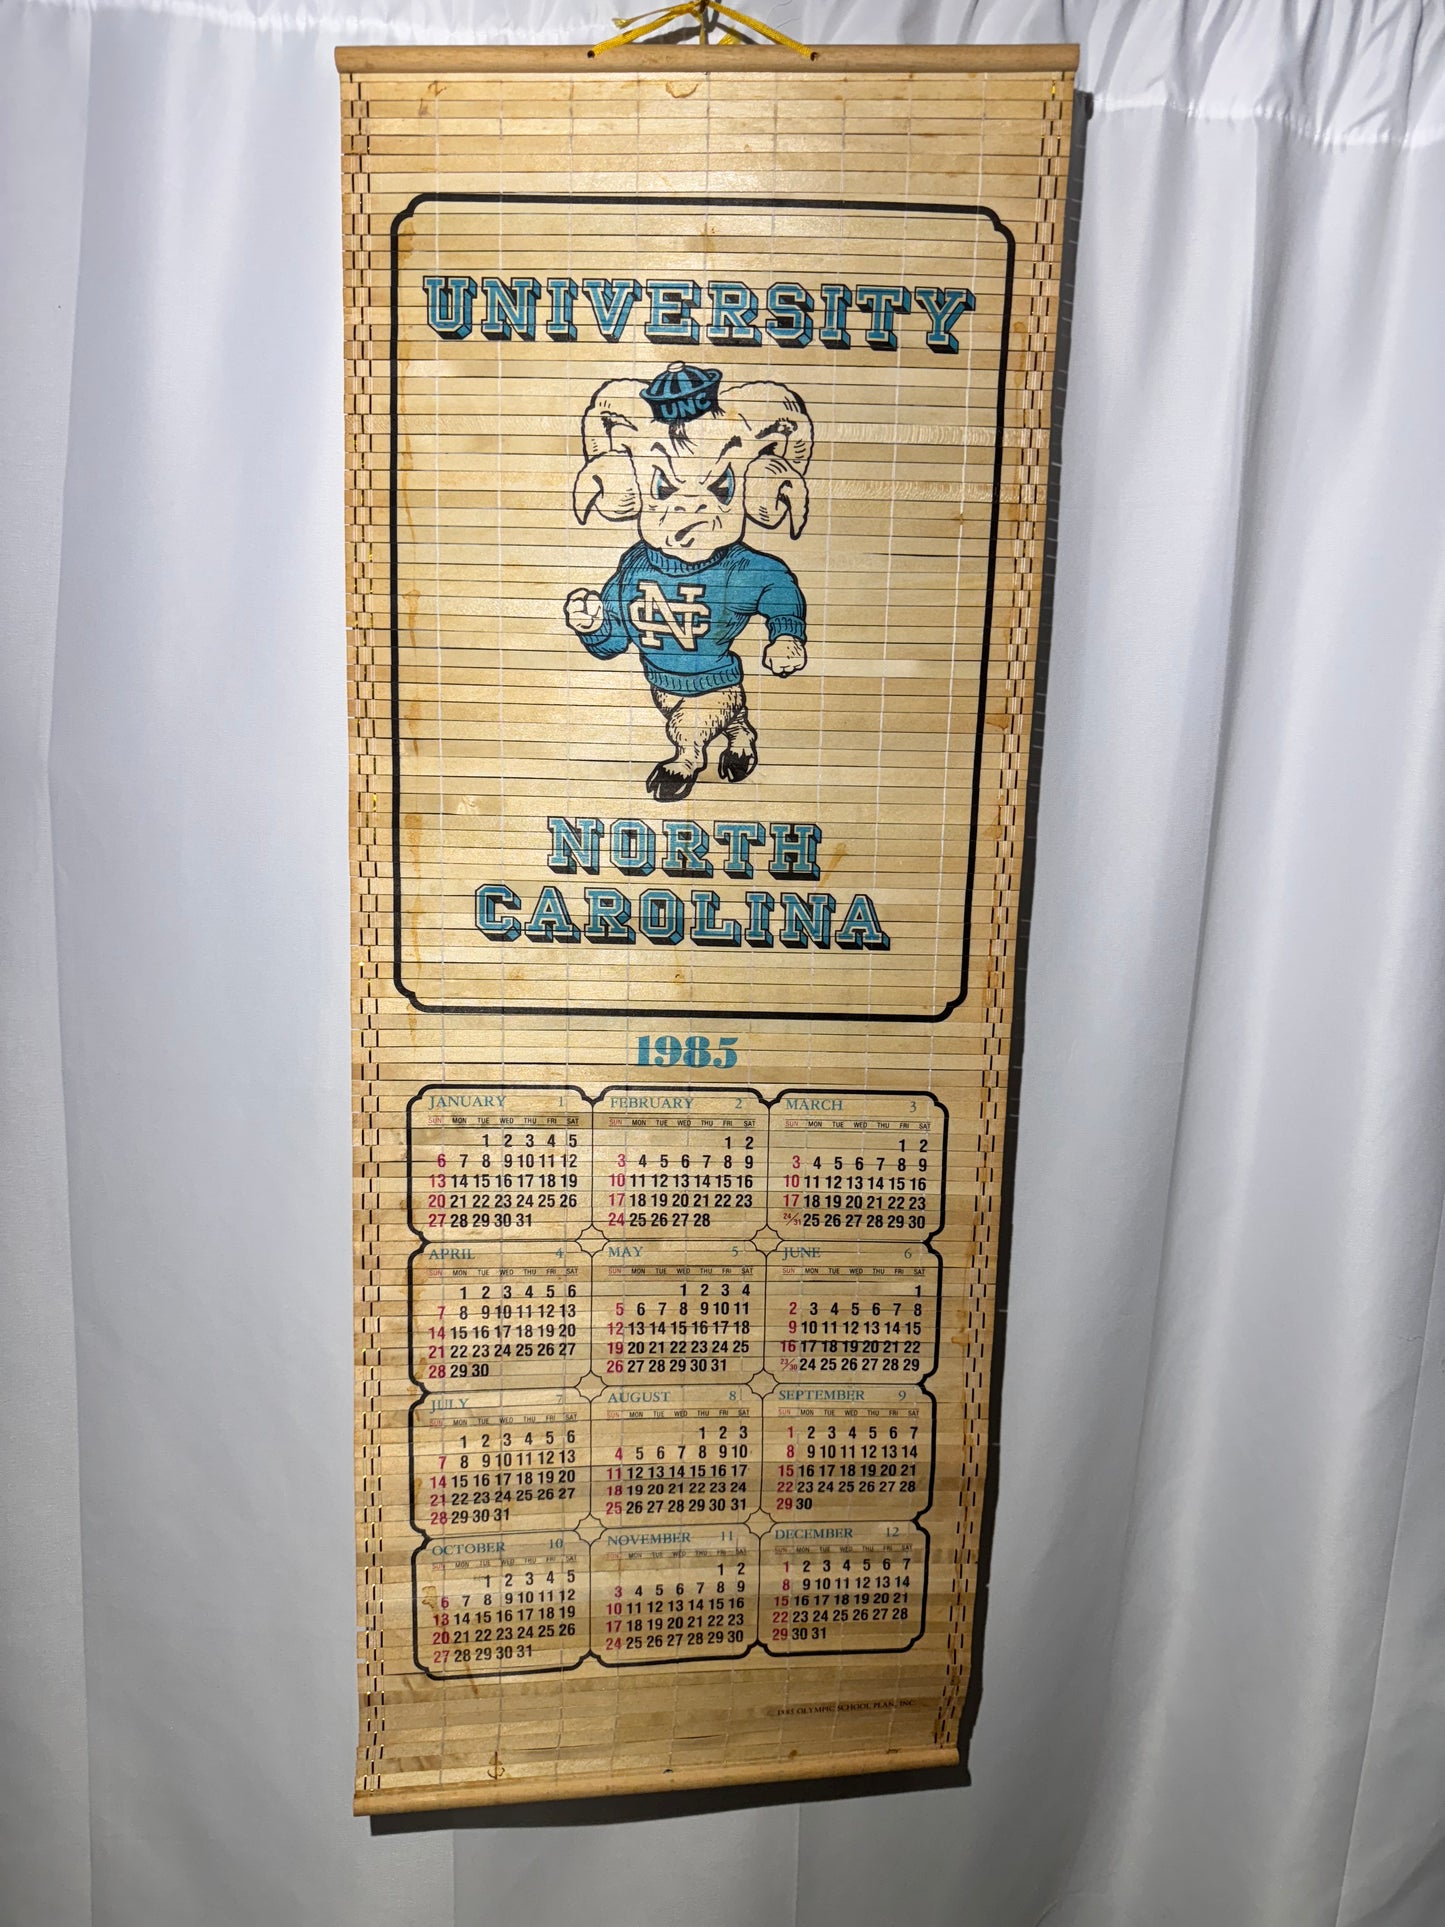 UNIVERSITY
UNC
NC
NORTH
CAROLINA
1985
JANUARY 1
SUN MON TUE WED THU FRI SAT
1 2 3 4 5
6 7 8 9 10 11 12
13 14 15 16 17 18 19
20 21 22 23 24 25 26
27 28 29 30 31
FEBRUARY 2
SUN MON TUE WED THU FRI SAT
1 2
3 4 5 6 7 8 9
10 11 12 13 14 15 16
17 18 19 20 21 22 23
24 25 26 27 28
MARCH 3
SUN MON TUE WED THU FRI SAT
1 2
3 4 5 6 7 8 9
10 11 12 13 14 15 16
17 18 19 20 21 22 23
24/31 25 26 27 28 29 30
APRIL 4
SUN MON TUE WED THU FRI SAT
1 2 3 4 5 6
7 8 9 10 11 12 13
14 15 16 17 18 19 20
21 22 23 24 25 26 27
28 29 30
MAY 5
SUN MON TUE WED THU FRI SAT
1 2 3 4
5 6 7 8 9 10 11
12 13 14 15 16 17 18
19 20 21 22 23 24 25
26 27 28 29 30 31
JUNE 6
SUN MON TUE WED THU FRI SAT
1
2 3 4 5 6 7 8
9 10 11 12 13 14 15
16 17 18 19 20 21 22
23/30 24 25 26 27 28 29
JULY 7
SUN MON TUE WED THU FRI SAT
1 2 3 4 5 6
7 8 9 10 11 12 13
14 15 16 17 18 19 20
21 22 23 24 25 26 27
28 29 30 31
AUGUST 8
SUN MON TUE WED THU FRI SAT
1 2 3
4 5 6 7 8 9 10
11 12 13 14 15 16 17
18 19 20 21 22 23 24
25 26 27 28 29 30 31
SEPTEMBER 9
SUN MON TUE WED THU FRI SAT
1 2 3 4 5 6 7
8 9 10 11 12 13 14
15 16 17 18 19 20 21
22 23 24 25 26 27 28
29 30
OCTOBER 10
SUN MON TUE WED THU FRI SAT
1 2 3 4 5
6 7 8 9 10 11 12
13 14 15 16 17 18 19
20 21 22 23 24 25 26
27 28 29 30 31
NOVEMBER 11
SUN MON TUE WED THU FRI SAT
1 2
3 4 5 6 7 8 9
10 11 12 13 14 15 16
17 18 19 20 21 22 23
24 25 26 27 28 29 30
DECEMBER 12
SUN MON TUE WED THU FRI SAT
1 2 3 4 5 6 7
8 9 10 11 12 13 14
15 16 17 18 19 20 21
22 23 24 25 26 27 28
29 30 31
OLYMPIC SCHOOL PLAN, INC.